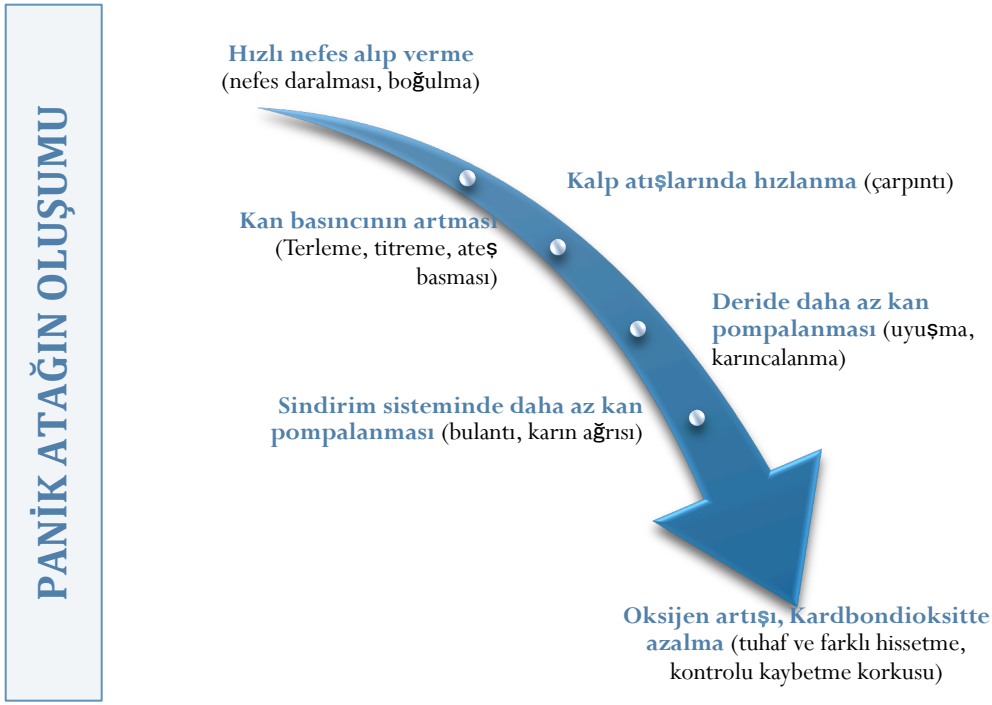 PANİK ATAĞIN OLUŞUMU
Hızlı nefes alıp verme
(nefes daralması, boğulma)
Kalp atışlarında hızlanma (çarpıntı)
Kan basıncının artması
(Terleme, titreme, ateş
basması)
Deride daha az kan
pompalanması (uyuşma,
karıncalanma)
Sindirim sisteminde daha az kan
pompalanması (bulantı, karın ağrısı)
Oksijen artışı, Kardbondioksitte
azalma (tuhaf ve farklı hissetme,
kontrolu kaybetme korkusu)